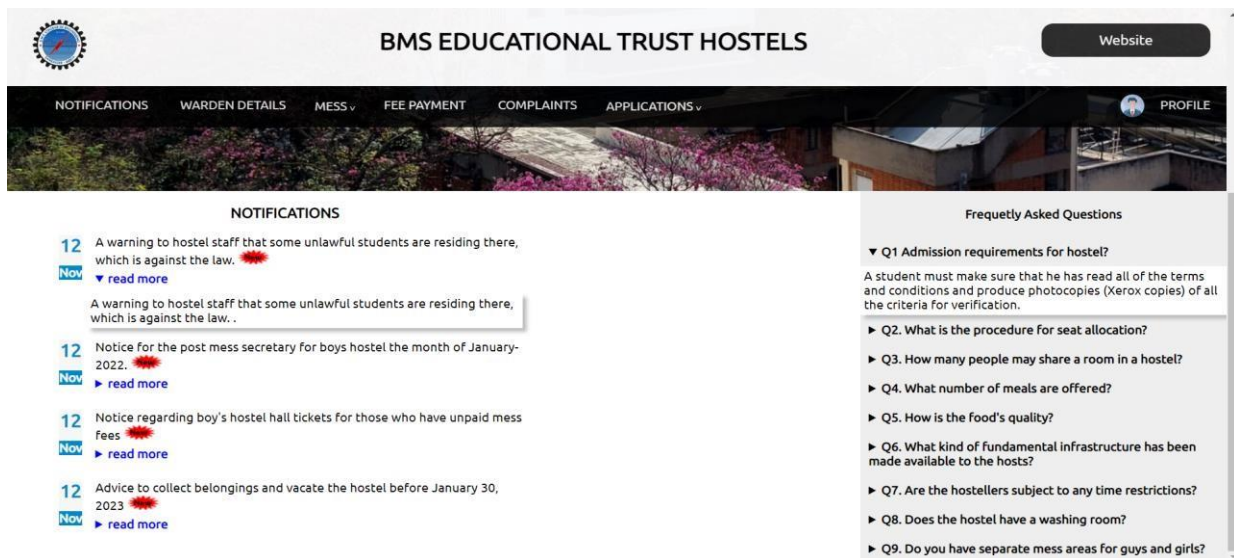 BMS EDUCATIONAL TRUST HOSTELS
Website
NOTIFICATIONS WARDEN DETAILS MESS v FEE PAYMENT COMPLAINTS APPLICATIONS v PROFILE
NOTIFICATIONS
12 Nov
A warning to hostel staff that some unlawful students are residing there,
which is against the law. New
▼ read more
A warning to hostel staff that some unlawful students are residing there,
which is against the law. .
12 Nov
Notice for the post mess secretary for boys hostel the month of January-
2022. New
► read more
12 Nov
Notice regarding boy's hostel hall tickets for those who have unpaid mess
fees New
► read more
12 Nov
Advice to collect belongings and vacate the hostel before January 30,
2023 New
► read more
Frequetly Asked Questions
▼ Q1 Admission requirements for hostel?
A student must make sure that he has read all of the terms
and conditions and produce photocopies (Xerox copies) of all
the criteria for verification.
► Q2. What is the procedure for seat allocation?
► Q3. How many people may share a room in a hostel?
► Q4. What number of meals are offered?
► Q5. How is the food's quality?
► Q6. What kind of fundamental infrastructure has been
made available to the hosts?
► Q7. Are the hostellers subject to any time restrictions?
► Q8. Does the hostel have a washing room?
► Q9. Do you have separate mess areas for guys and girls?